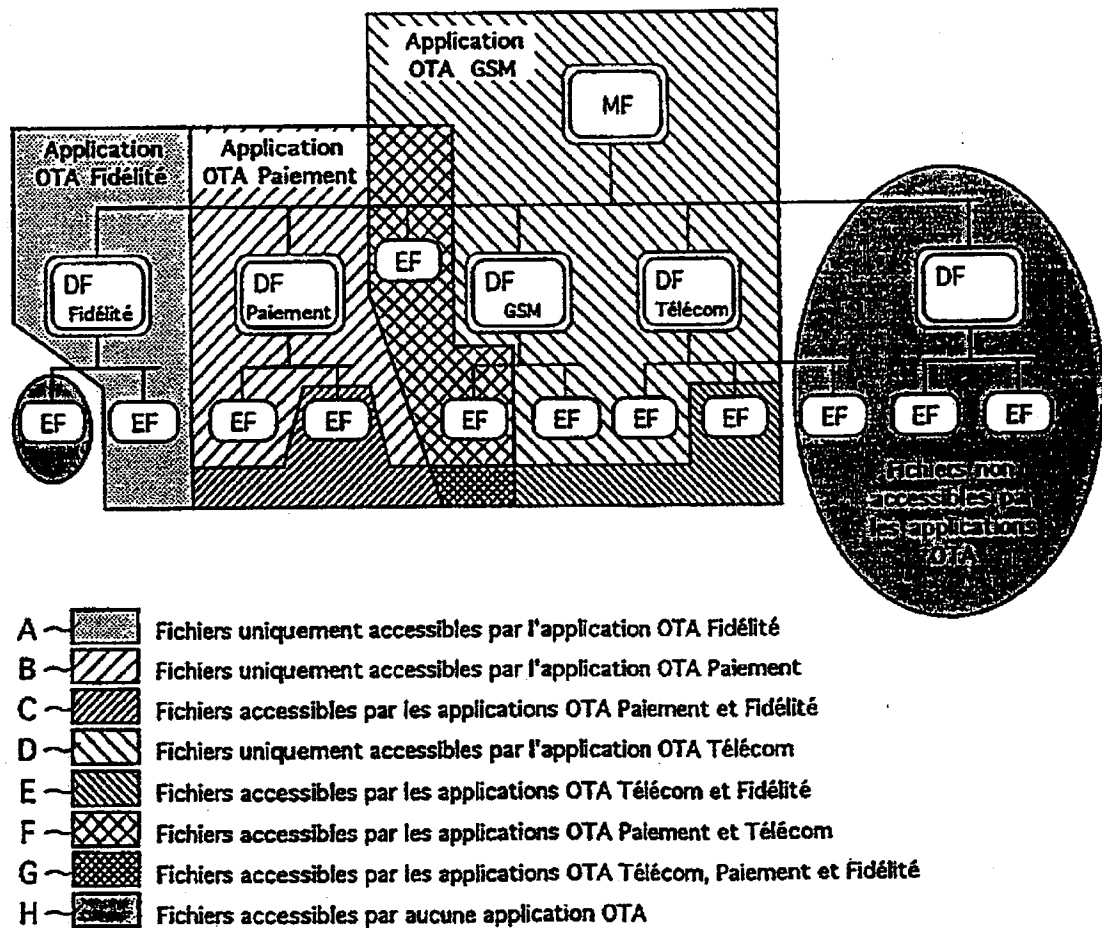 Application
OTA GSM
MF
Application
OTA Fidélité
Application
OTA Paiement
DF
Fidélité
DF
Paiement
EF
DF
GSM
DF
Télécom
DF
EF
EF
EF
EF
EF
EF
EF
EF
EF
EF
EF
Fichiers non
accessibles par
les applications
OTA
A Fichiers uniquement accessibles par l'application OTA Fidélité
B Fichiers uniquement accessibles par l'application OTA Paiement
C Fichiers accessibles par les applications OTA Paiement et Fidélité
D Fichiers uniquement accessibles par l'application OTA Télécom
E Fichiers accessibles par les applications OTA Télécom et Fidélité
F Fichiers accessibles par les applications OTA Paiement et Télécom
G Fichiers accessibles par les applications OTA Télécom, Paiement et Fidélité
H Fichiers accessibles par aucune application OTA